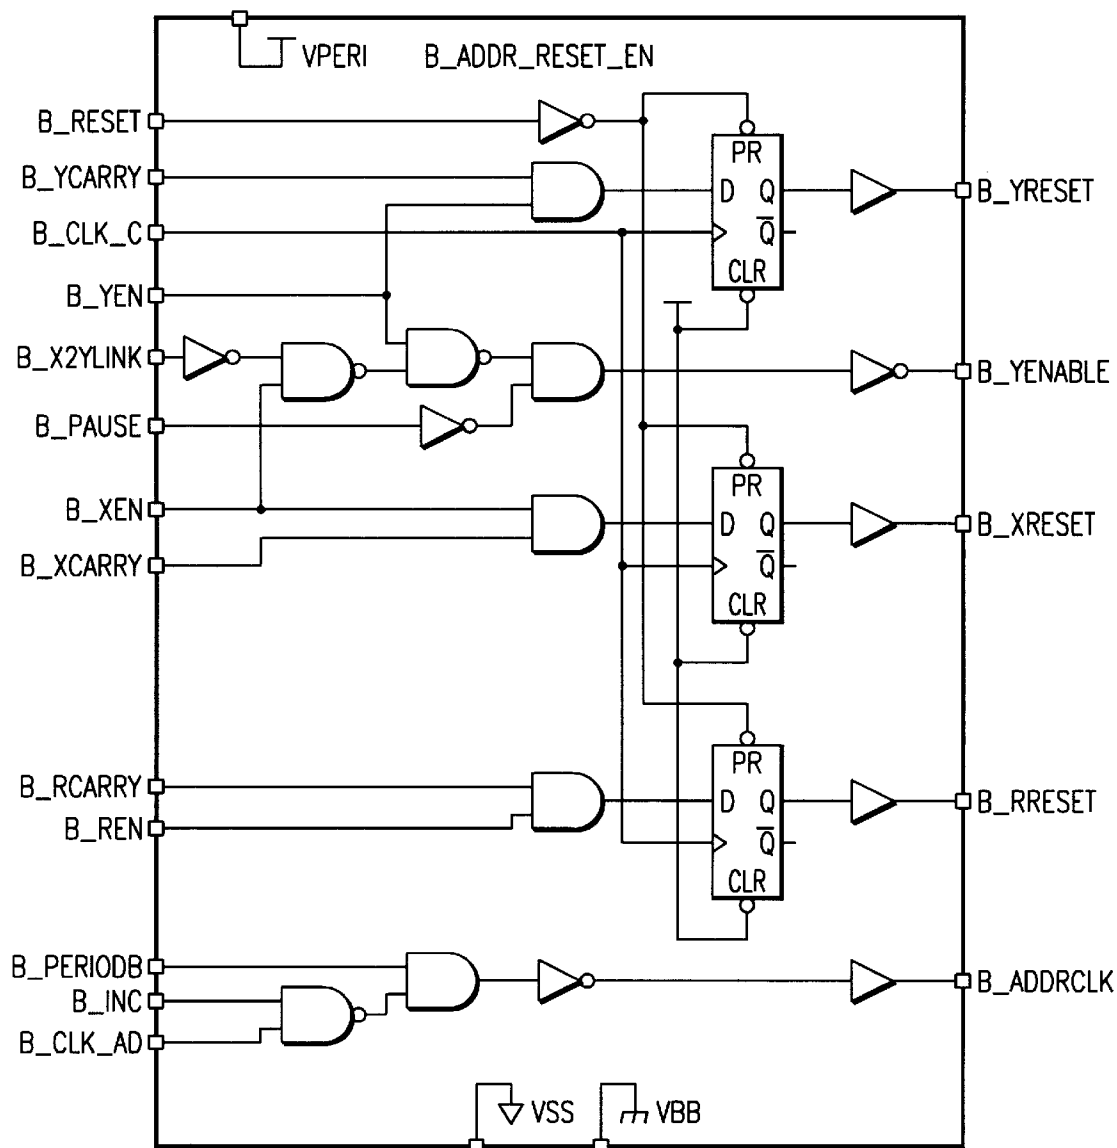 VPERI B_ADDR_RESET_EN
B_RESET
B_YCARRY
B_CLK_C
B_YEN
B_X2YLINK
B_PAUSE
B_XEN
B_XCARRY
B_RCARRY
B_REN
B_PERIODB
B_INC
B_CLK_AD
PR
D Q
Q̅
CLR
PR
D Q
Q̅
CLR
PR
D Q
Q̅
CLR
B_YRESET
B_YENABLE
B_XRESET
B_RRESET
B_ADDRCLK
VSS VBB